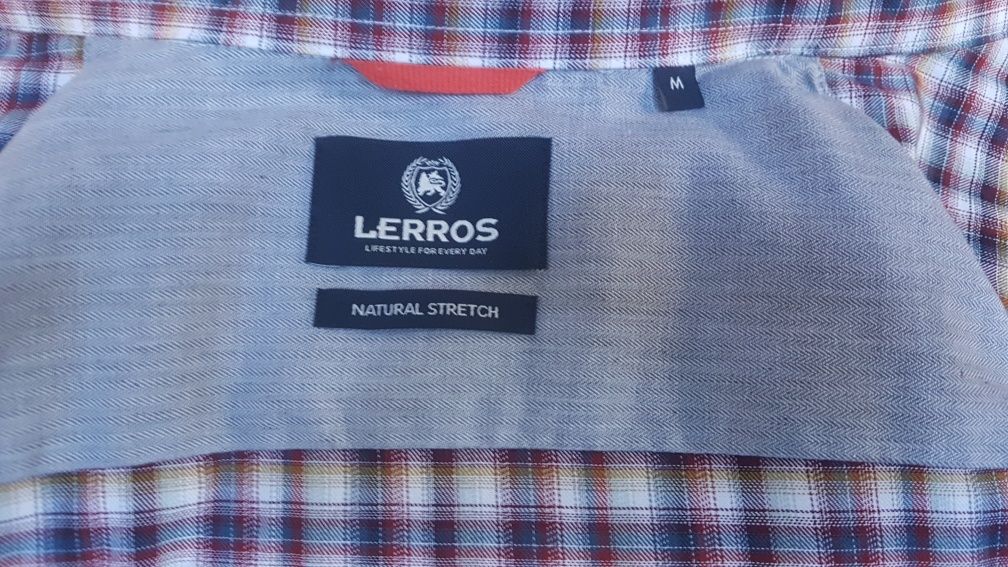 M
LERROS
LIFESTYLE FOR EVERY DAY
NATURAL STRETCH